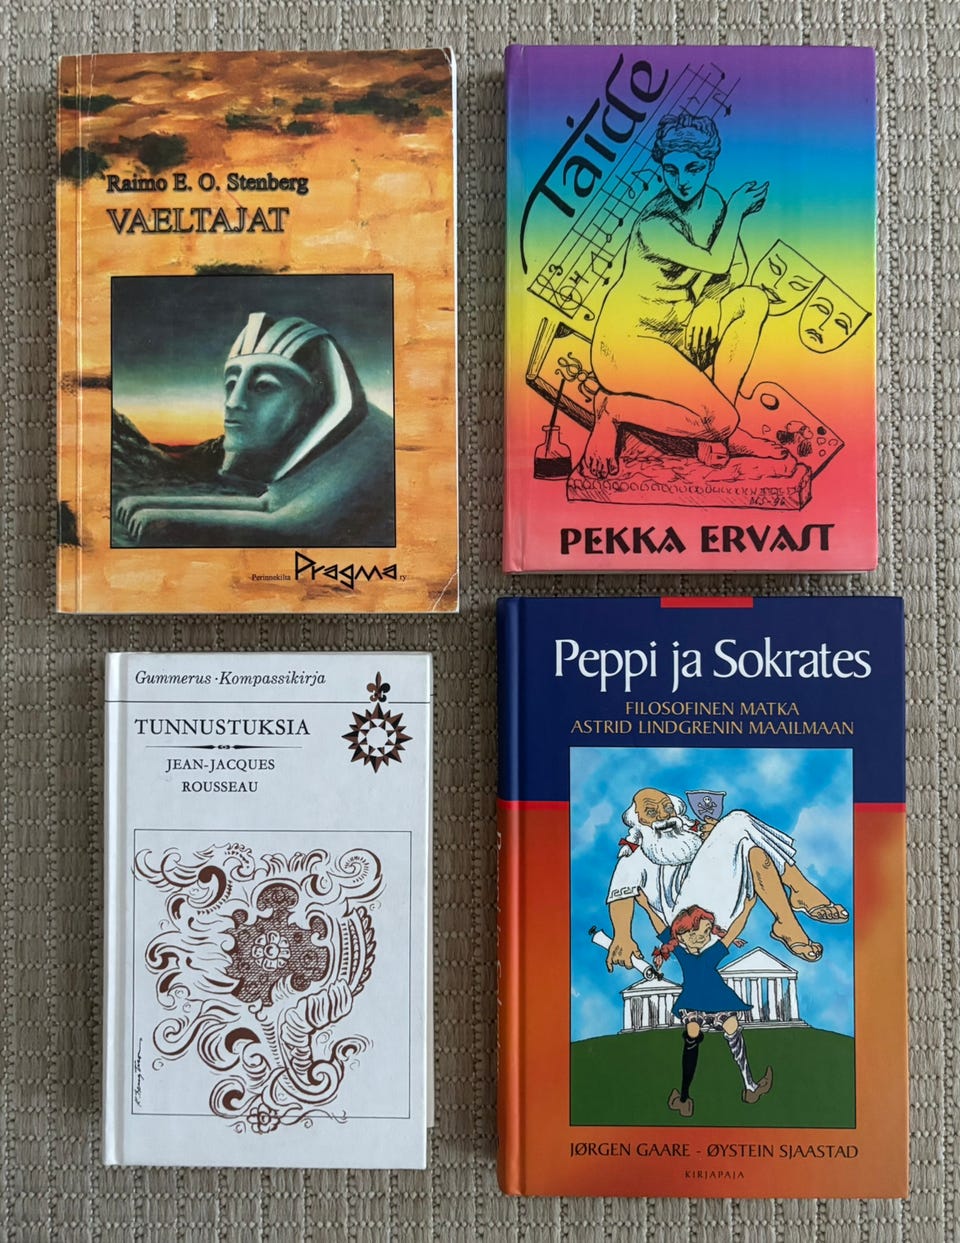 Raimo E. O. Stenberg
VAELTAJAT
Perinnekilta Pragma ry
Taide
PEKKA ERVAST
Gummerus · Kompassikirja
TUNNUSTUKSIA
JEAN-JACQUES
ROUSSEAU
Peppi ja Sokrates
FILOSOFINEN MATKA
ASTRID LINDGRENIN MAAILMAAN
JØRGEN GAARE - ØYSTEIN SJAASTAD
KIRJAPAJA